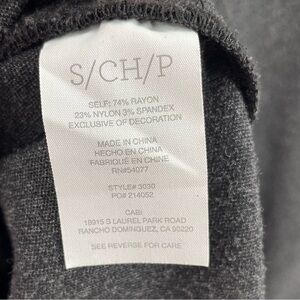 S/CH/P
SELF: 74% RAYON
23% NYLON 3% SPANDEX
EXCLUSIVE OF DECORATION
MADE IN CHINA
HECHO EN CHINA
FABRIQUÉ EN CHINE
RN#54077
STYLE# 3030
PO# 214052
CABI
18915 S LAUREL PARK ROAD
RANCHO DOMINGUEZ, CA 90220
SEE REVERSE FOR CARE